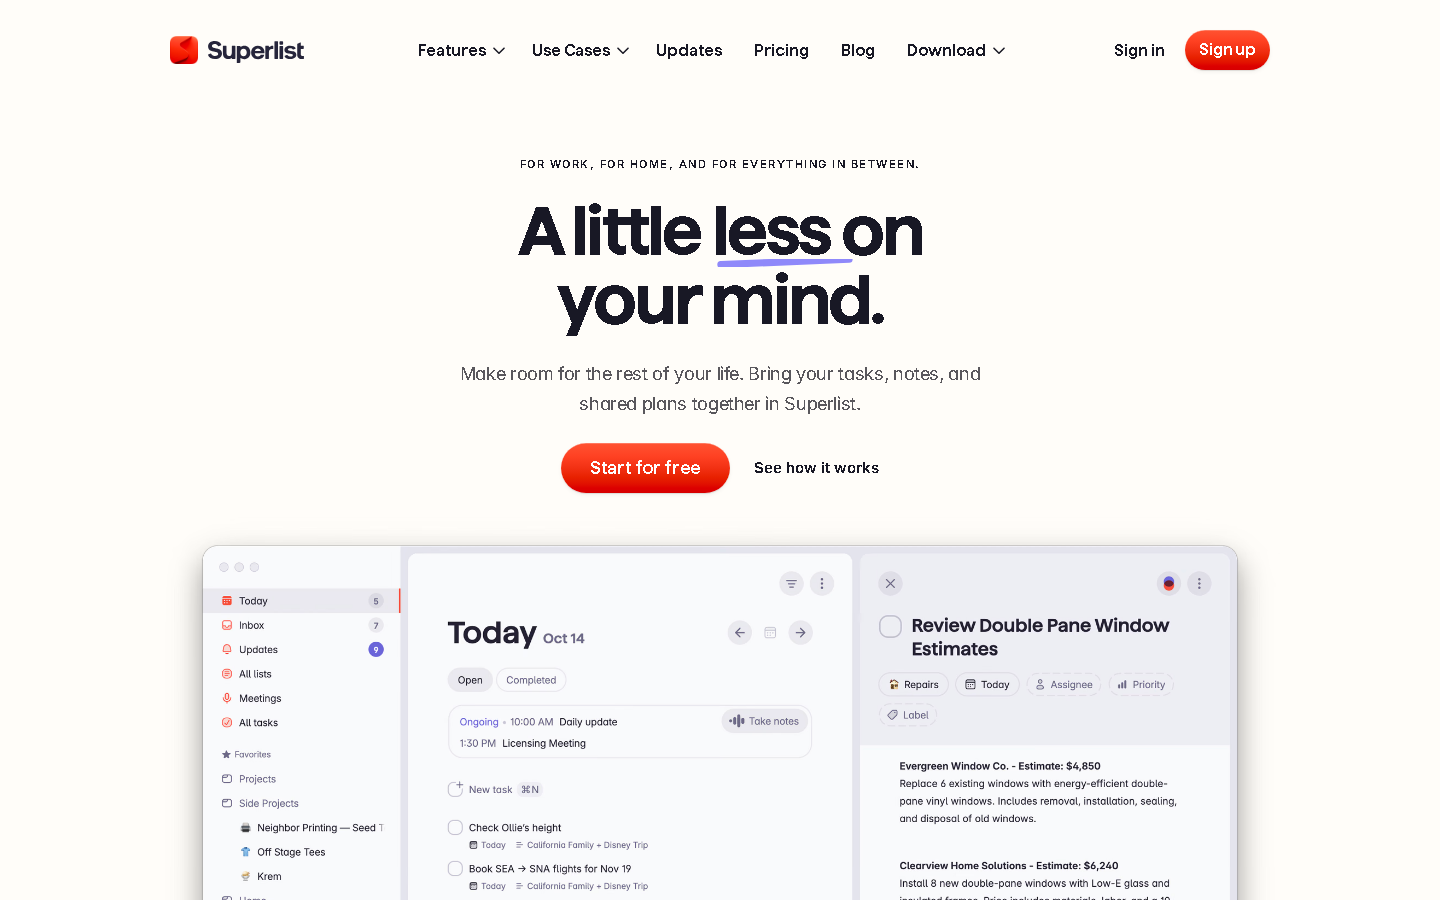 Superlist
Features
Use Cases
Updates
Pricing
Blog
Download
Sign in
Sign up
FOR WORK, FOR HOME, AND FOR EVERYTHING IN BETWEEN.
A little less on
your mind.
Make room for the rest of your life. Bring your tasks, notes, and
shared plans together in Superlist.
Start for free
See how it works
Today 5
Inbox 7
Updates 9
All lists
Meetings
All tasks
Favorites
Projects
Side Projects
Neighbor Printing — Seed T
Off Stage Tees
Krem
Home
Today Oct 14
Open
Completed
Ongoing • 10:00 AM Daily update
Take notes
1:30 PM Licensing Meeting
New task ⌘N
Check Ollie's height
Today California Family + Disney Trip
Book SEA → SNA flights for Nov 19
Today California Family + Disney Trip
Review Double Pane Window
Estimates
Repairs
Today
Assignee
Priority
Label
Evergreen Window Co. - Estimate: $4,850
Replace 6 existing windows with energy-efficient double-
pane vinyl windows. Includes removal, installation, sealing,
and disposal of old windows.
Clearview Home Solutions - Estimate: $6,240
Install 8 new double-pane windows with Low-E glass and